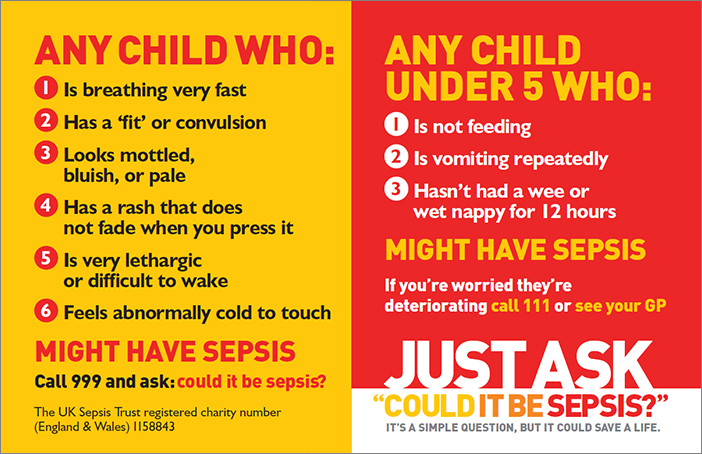 ANY CHILD WHO:
1 Is breathing very fast
2 Has a ‘fit’ or convulsion
3 Looks mottled,
bluish, or pale
4 Has a rash that does
not fade when you press it
5 Is very lethargic
or difficult to wake
6 Feels abnormally cold to touch
MIGHT HAVE SEPSIS
Call 999 and ask: could it be sepsis?
The UK Sepsis Trust registered charity number
(England & Wales) 1158843
ANY CHILD
UNDER 5 WHO:
1 Is not feeding
2 Is vomiting repeatedly
3 Hasn’t had a wee or
wet nappy for 12 hours
MIGHT HAVE SEPSIS
If you’re worried they’re
deteriorating call 111 or see your GP
JUST ASK
“COULD IT BE SEPSIS?”
IT’S A SIMPLE QUESTION, BUT IT COULD SAVE A LIFE.